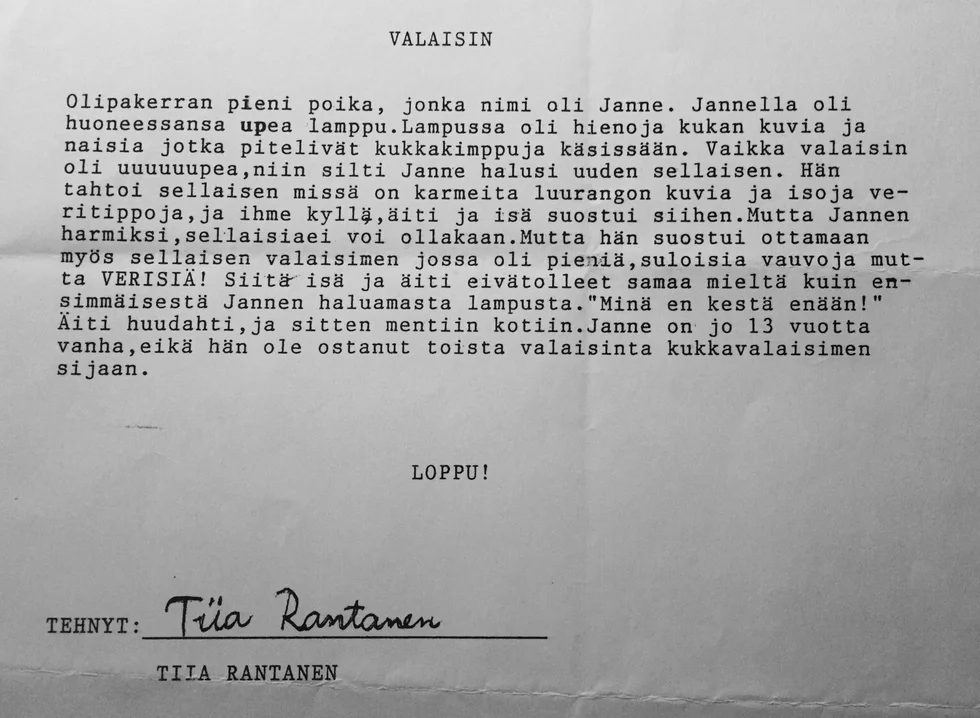 VALAISIN
Olipakerran pieni poika, jonka nimi oli Janne. Jannella oli
huoneessansa upea lamppu.Lampussa oli hienoja kukan kuvia ja
naisia jotka pitelivät kukkakimppuja käsissään. Vaikka valaisin
oli uuuuuupea,niin silti Janne halusi uuden sellaisen. Hän
tahtoi sellaisen missä on karmeita luurangon kuvia ja isoja ve-
ritippoja,ja ihme kyllä,äiti ja isä suostui siihen.Mutta Jannen
harmiksi,sellaisiaei voi ollakaan.Mutta hän suostui ottamaan
myös sellaisen valaisimen jossa oli pieniä,suloisia vauvoja mut-
ta VERISIÄ! Siitä isä ja äiti eivätolleet samaa mieltä kuin en-
simmäisestä Jannen haluamasta lampusta."Minä en kestä enään!"
Äiti huudahti,ja sitten mentiin kotiin.Janne on jo 13 vuotta
vanha,eikä hän ole ostanut toista valaisinta kukkavalaisimen
sijaan.
LOPPU!
TEHNYT: Tiia Rantanen
TIIA RANTANEN